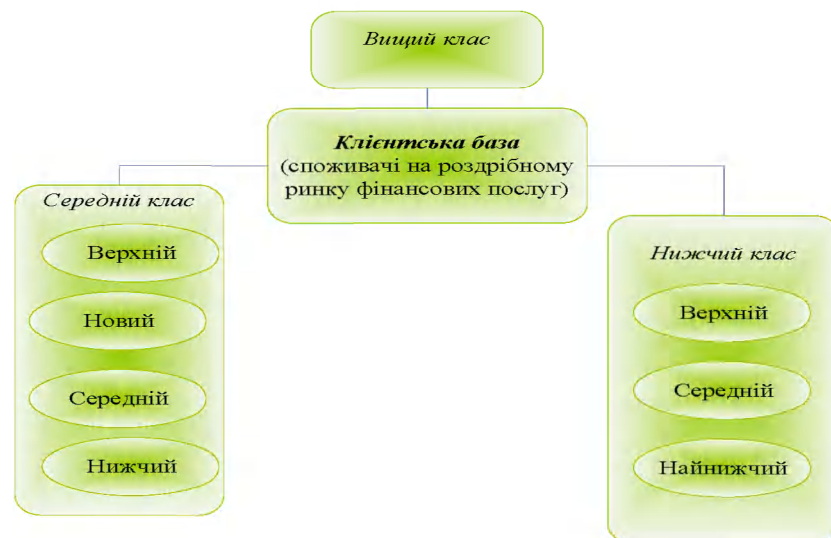 Вищий клас
Клієнтська база
(споживачі на роздрібному
ринку фінансових послуг)
Середній клас
Верхній
Новий
Середній
Нижчий
Нижчий клас
Верхній
Середній
Найнижчий